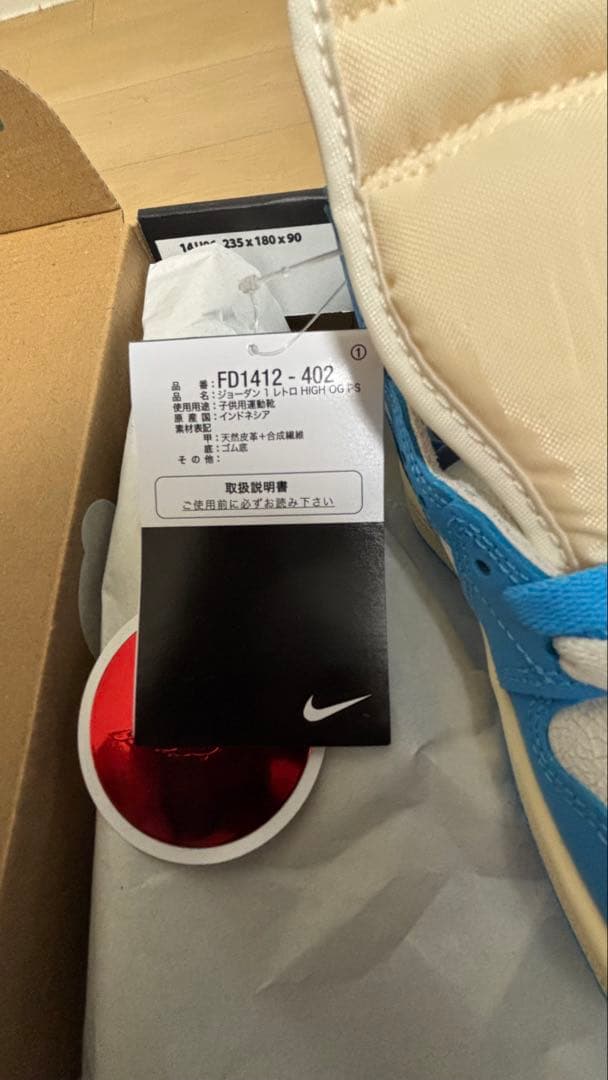 235 x 180 x 90
①
品 番：FD1412 - 402
品 名：ジョーダン 1 レトロ HIGH OG PS
使用用途：子供用運動靴
原 産 国：インドネシア
素材表記
甲：天然皮革＋合成繊維
底：ゴム底
そ の 他：
取扱説明書
ご使用前に必ずお読み下さい